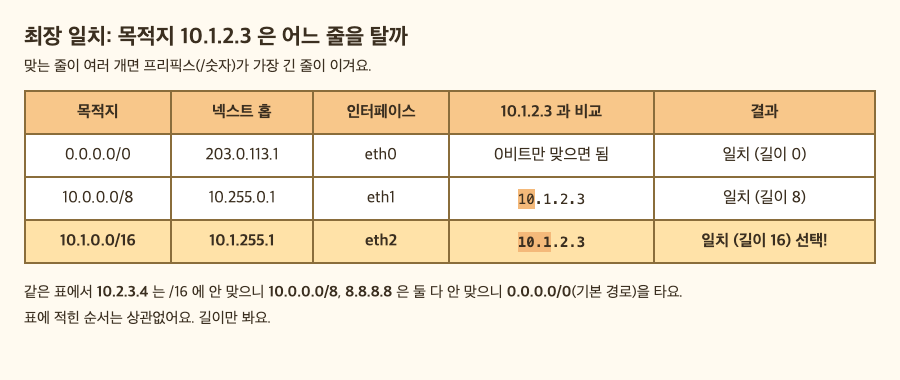 최장 일치: 목적지 10.1.2.3 은 어느 줄을 탈까
맞는 줄이 여러 개면 프리픽스(/숫자)가 가장 긴 줄이 이겨요.
목적지 넥스트 홉 인터페이스 10.1.2.3 과 비교 결과
0.0.0.0/0 203.0.113.1 eth0 0비트만 맞으면 됨 일치 (길이 0)
10.0.0.0/8 10.255.0.1 eth1 10.1.2.3 일치 (길이 8)
10.1.0.0/16 10.1.255.1 eth2 10.1.2.3 일치 (길이 16) 선택!
같은 표에서 10.2.3.4 는 /16 에 안 맞으니 10.0.0.0/8, 8.8.8.8 은 둘 다 안 맞으니 0.0.0.0/0(기본 경로)을 타요.
표에 적힌 순서는 상관없어요. 길이만 봐요.